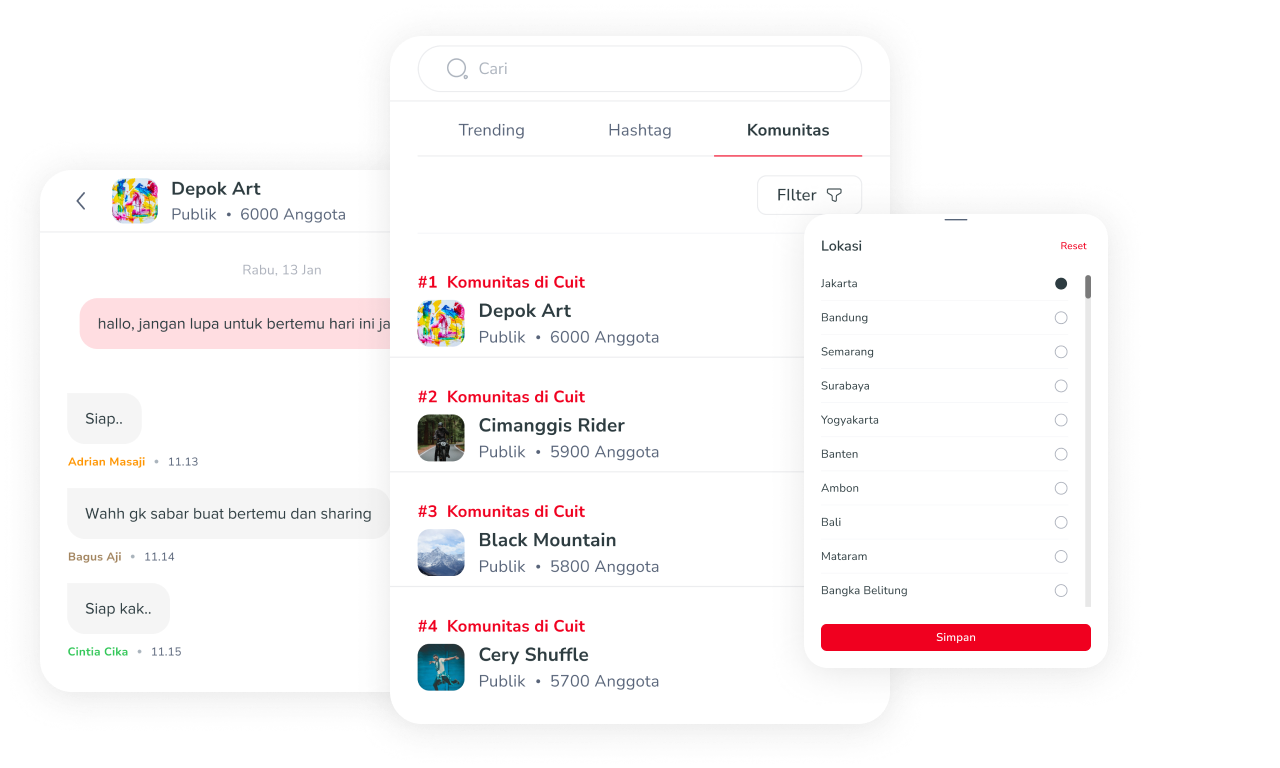 Depok Art
Publik • 6000 Anggota
Rabu, 13 Jan
hallo, jangan lupa untuk bertemu hari ini ja
Siap..
Adrian Masaji • 11.13
Wahh gk sabar buat bertemu dan sharing
Bagus Aji • 11.14
Siap kak..
Cintia Cika • 11.15
Cari
Trending Hashtag Komunitas
FIlter
#1 Komunitas di Cuit
Depok Art
Publik • 6000 Anggota
#2 Komunitas di Cuit
Cimanggis Rider
Publik • 5900 Anggota
#3 Komunitas di Cuit
Black Mountain
Publik • 5800 Anggota
#4 Komunitas di Cuit
Cery Shuffle
Publik • 5700 Anggota
Lokasi Reset
Jakarta
Bandung
Semarang
Surabaya
Yogyakarta
Banten
Ambon
Bali
Mataram
Bangka Belitung
Simpan